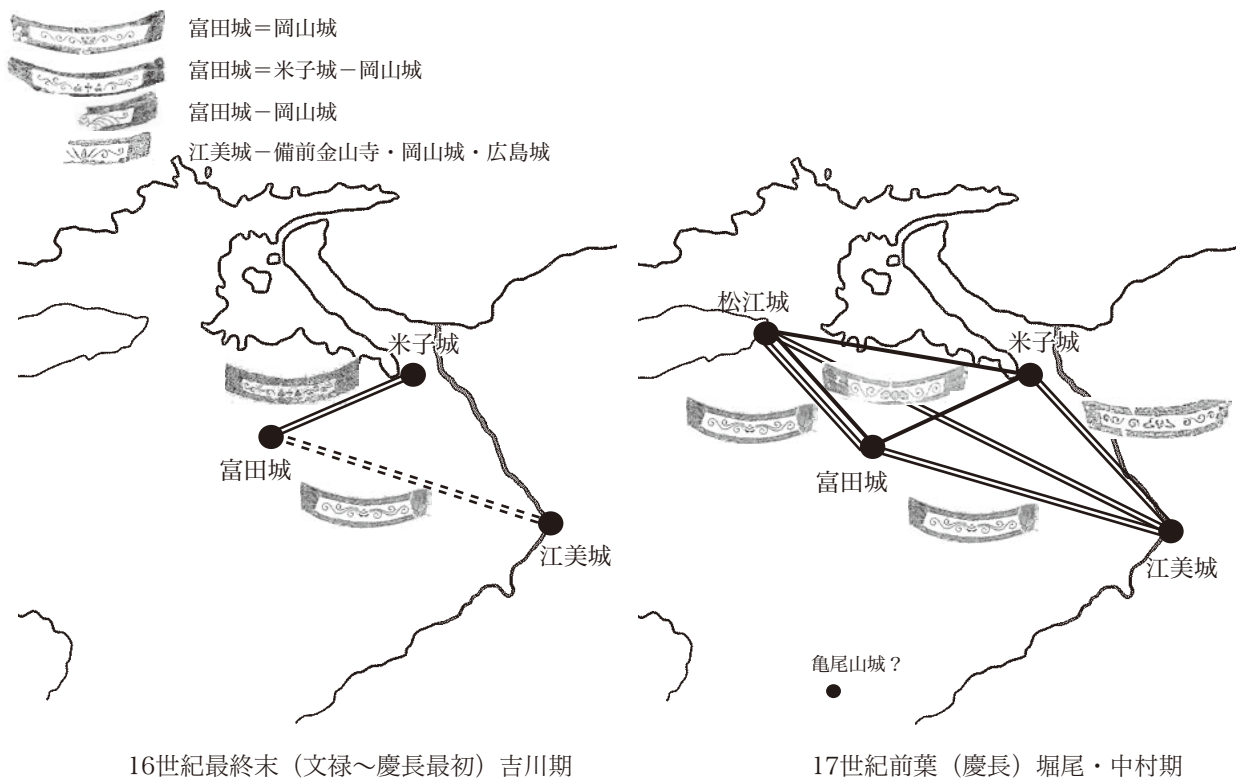 富田城＝岡山城
富田城＝米子城－岡山城
富田城－岡山城
江美城－備前金山寺・岡山城・広島城
米子城
富田城
江美城
16世紀最終末（文禄～慶長最初）吉川期
松江城
米子城
富田城
江美城
亀尾山城？
17世紀前葉（慶長）堀尾・中村期